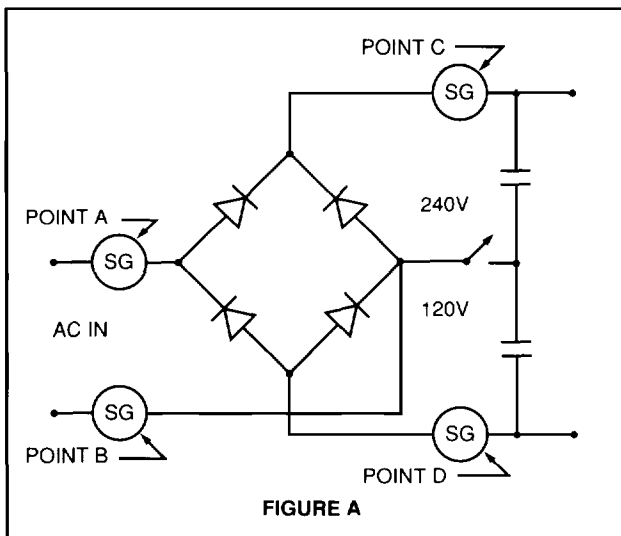 POINT C
SG
POINT A
240V
SG
120V
AC IN
SG
SG
POINT B
POINT D
FIGURE A